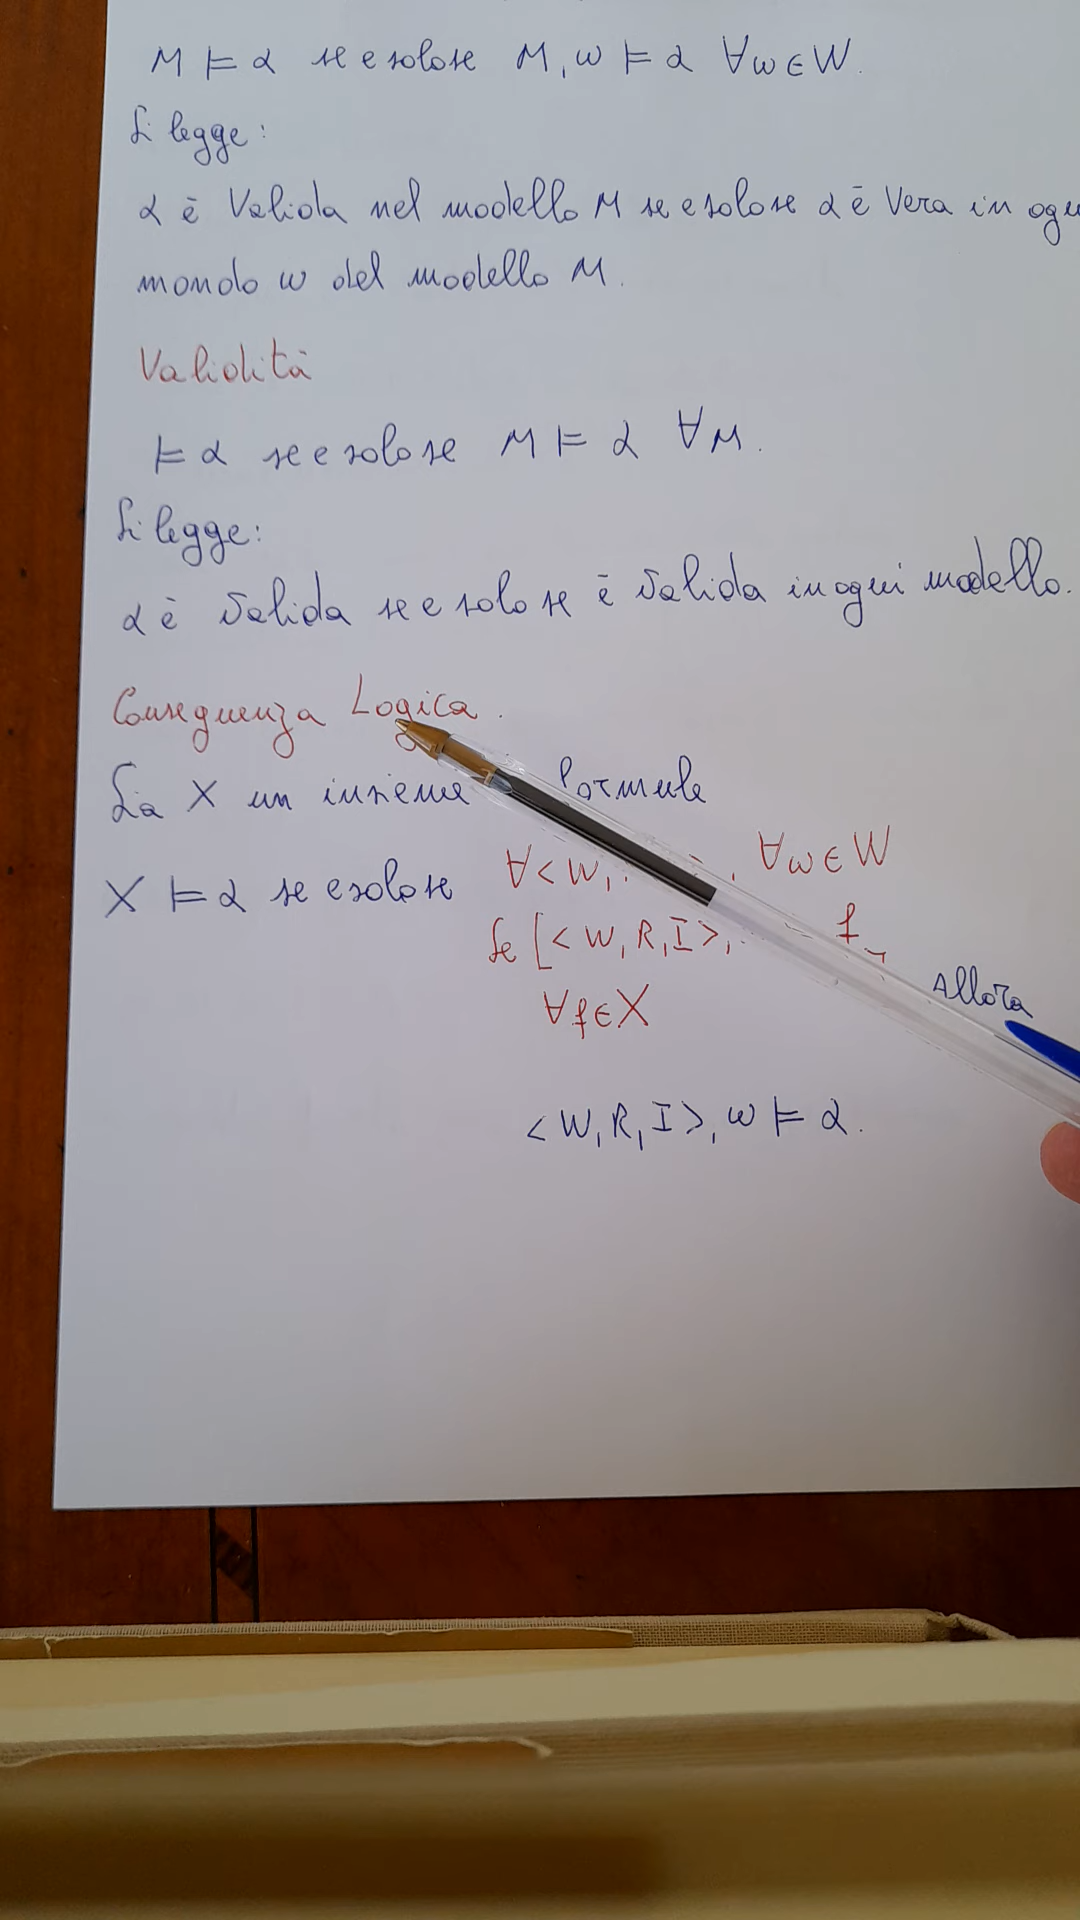 M ⊨ α se e solo se M, w ⊨ α ∀w ∈ W.
Si legge:
α è Valida nel modello M se e solo se α è Vera in ogni
mondo w del modello M.
Validità
⊨ α se e solo se M ⊨ α ∀M.
Si legge:
α è Valida se e solo se è Valida in ogni modello.
Conseguenza Logica.
Sia X un insieme formule
X ⊨ α se e solo se ∀<W, ∀w ∈ W
Se [<W, R, I>, f
∀f ∈ X
Allora
<W, R, I>, w ⊨ α.